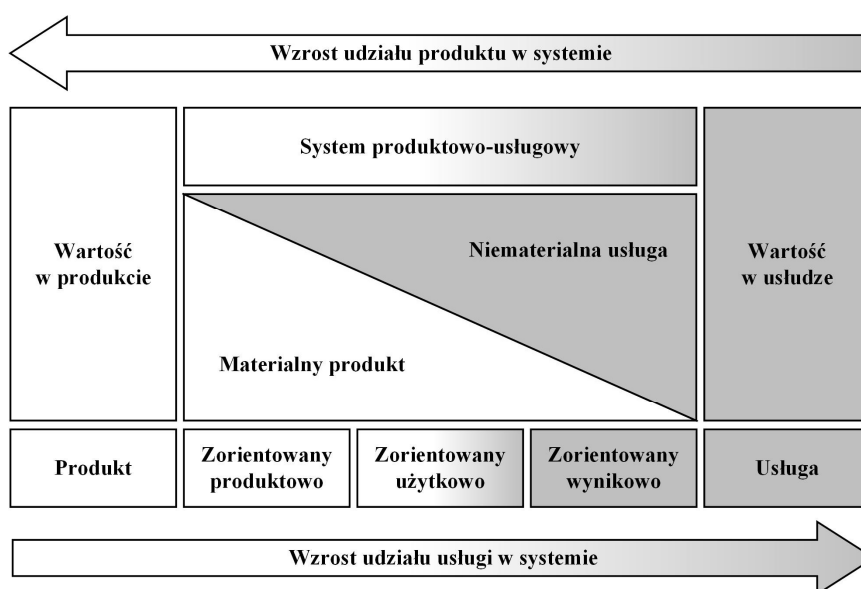 Wzrost udziału produktu w systemie
System produktowo-usługowy
Wartość
w produkcie
Niematerialna usługa
Wartość
w usłudze
Materialny produkt
Produkt
Zorientowany
produktowo
Zorientowany
użytkowo
Zorientowany
wynikowo
Usługa
Wzrost udziału usługi w systemie